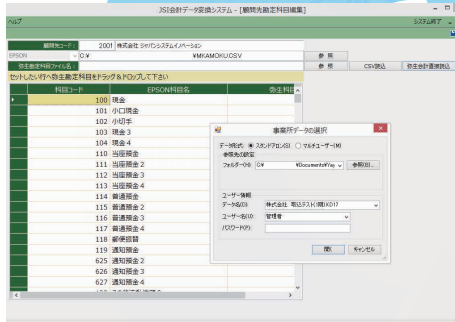 JSI会計データ変換システム - [顧問先勘定科目編集]
ヘルプ
システム終了
顧問先コード: 2001 株式会社 ジャパンシステムイノベーション
EPSON C:¥ ¥MKAMOKU.CSV 参 照
弥生勘定科目ファイル名: 参 照 CSV読込 弥生会計直接読込
セットしたい行へ弥生勘定科目をドラッグ&ドロップして下さい
科目コード EPSON科目名 弥生科目
100 現金
101 小口現金
102 小切手
103 現金3
104 現金4
110 当座預金
111 当座預金2
112 当座預金3
113 当座預金4
114 普通預金
115 普通預金2
116 普通預金3
117 普通預金4
118 郵便振替
119 通知預金
625 通知預金2
626 通知預金3
627 通知預金4
事業所データの選択
データ形式: スタンドアロン(S) マルチユーザー(M)
参照先の設定
フォルダー(H): C:¥ ¥Documents¥Yay 参照(B)...
ユーザー情報
データ名(D): 株式会社 取込テスト(1期).KD17
ユーザー名(U): 管理者
パスワード(P):
開く キャンセル